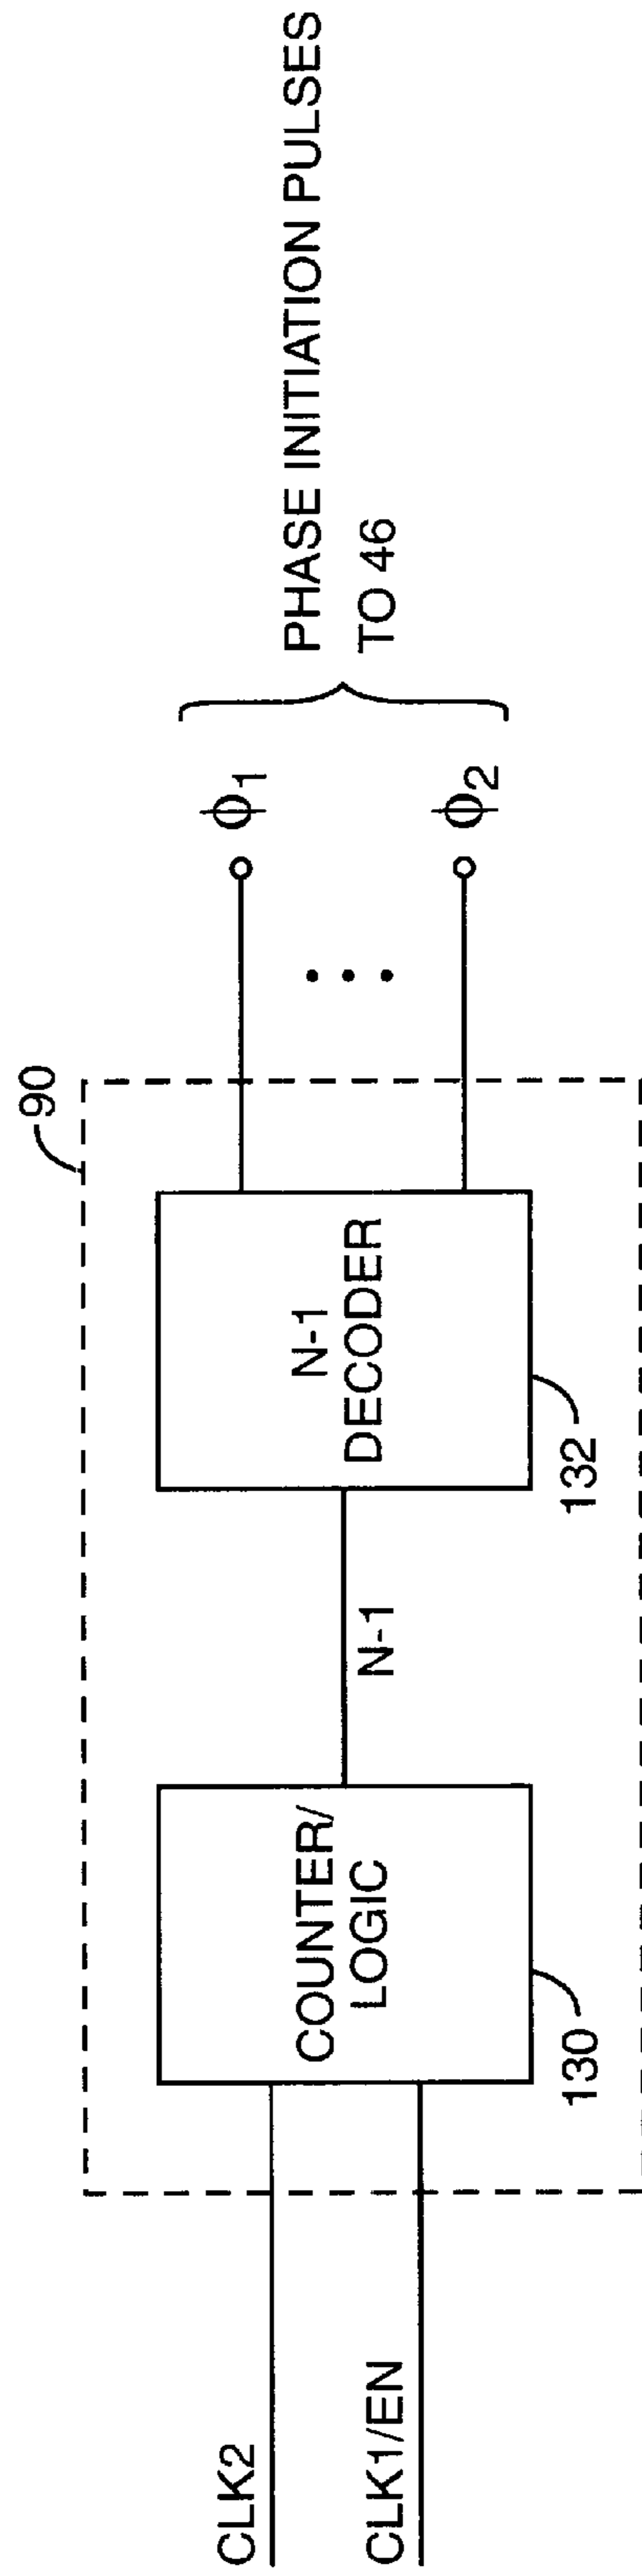 90
CLK2
CLK1/EN
COUNTER/
LOGIC
130
N-1
N-1
DECODER
132
ϕ1
ϕ2
PHASE INITIATION PULSES
TO 46